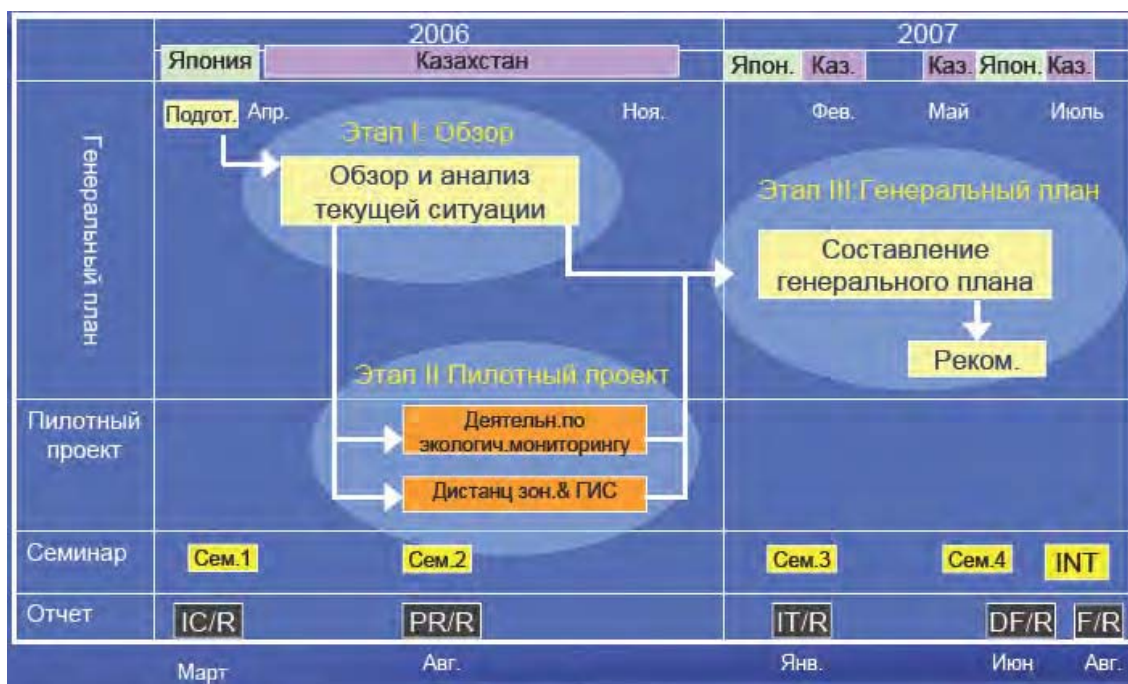 2006
2007
Япония
Казахстан
Япон.
Каз.
Каз.
Япон.
Каз.
Подгот.
Апр.
Ноя.
Фев.
Май
Июль
Генеральный план
Этап I: Обзор
Обзор и анализ
текущей ситуации
Этап III:Генеральный план
Составление
генерального плана
Реком.
Этап II Пилотный проект
Пилотный
проект
Деятельн.по
экологич.мониторингу
Дистанц зон.& ГИС
Семинар
Сем.1
Сем.2
Сем.3
Сем.4
INT
Отчет
IC/R
PR/R
IT/R
DF/R
F/R
Март
Авг.
Янв.
Июн
Авг.